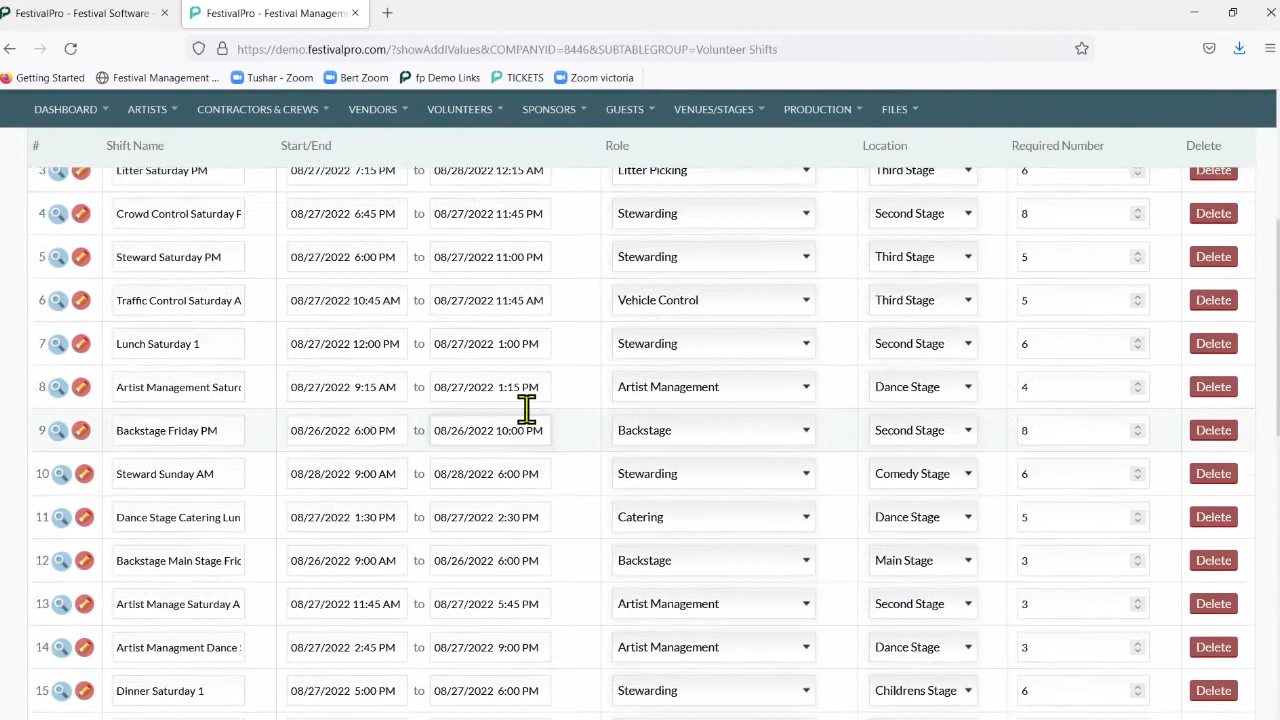 FestivalPro - Festival Software -
FestivalPro - Festival Managemen
https://demo.festivalpro.com/?showAddlValues&COMPANYID=8446&SUBTABLEGROUP=Volunteer Shifts
Getting Started Festival Management ... Tushar - Zoom Bert Zoom fp Demo Links TICKETS Zoom victoria
DASHBOARD ARTISTS CONTRACTORS & CREWS VENDORS VOLUNTEERS SPONSORS GUESTS VENUES/STAGES PRODUCTION FILES
# Shift Name Start/End Role Location Required Number Delete
3 Litter Saturday PM 08/27/2022 7:15 PM to 08/28/2022 12:15 AM Litter Picking Third Stage 6 Delete
4 Crowd Control Saturday P 08/27/2022 6:45 PM to 08/27/2022 11:45 PM Stewarding Second Stage 8 Delete
5 Steward Saturday PM 08/27/2022 6:00 PM to 08/27/2022 11:00 PM Stewarding Third Stage 5 Delete
6 Traffic Control Saturday A 08/27/2022 10:45 AM to 08/27/2022 11:45 AM Vehicle Control Third Stage 5 Delete
7 Lunch Saturday 1 08/27/2022 12:00 PM to 08/27/2022 1:00 PM Stewarding Second Stage 6 Delete
8 Artist Management Saturd 08/27/2022 9:15 AM to 08/27/2022 1:15 PM Artist Management Dance Stage 4 Delete
9 Backstage Friday PM 08/26/2022 6:00 PM to 08/26/2022 10:00 PM Backstage Second Stage 8 Delete
10 Steward Sunday AM 08/28/2022 9:00 AM to 08/28/2022 6:00 PM Stewarding Comedy Stage 6 Delete
11 Dance Stage Catering Lun 08/27/2022 1:30 PM to 08/27/2022 2:30 PM Catering Dance Stage 5 Delete
12 Backstage Main Stage Fric 08/26/2022 9:00 AM to 08/26/2022 6:00 PM Backstage Main Stage 3 Delete
13 Artist Manage Saturday A 08/27/2022 11:45 AM to 08/27/2022 5:45 PM Artist Management Second Stage 3 Delete
14 Artist Managment Dance 08/27/2022 2:45 PM to 08/27/2022 9:00 PM Artist Management Dance Stage 3 Delete
15 Dinner Saturday 1 08/27/2022 5:00 PM to 08/27/2022 6:00 PM Stewarding Childrens Stage 6 Delete